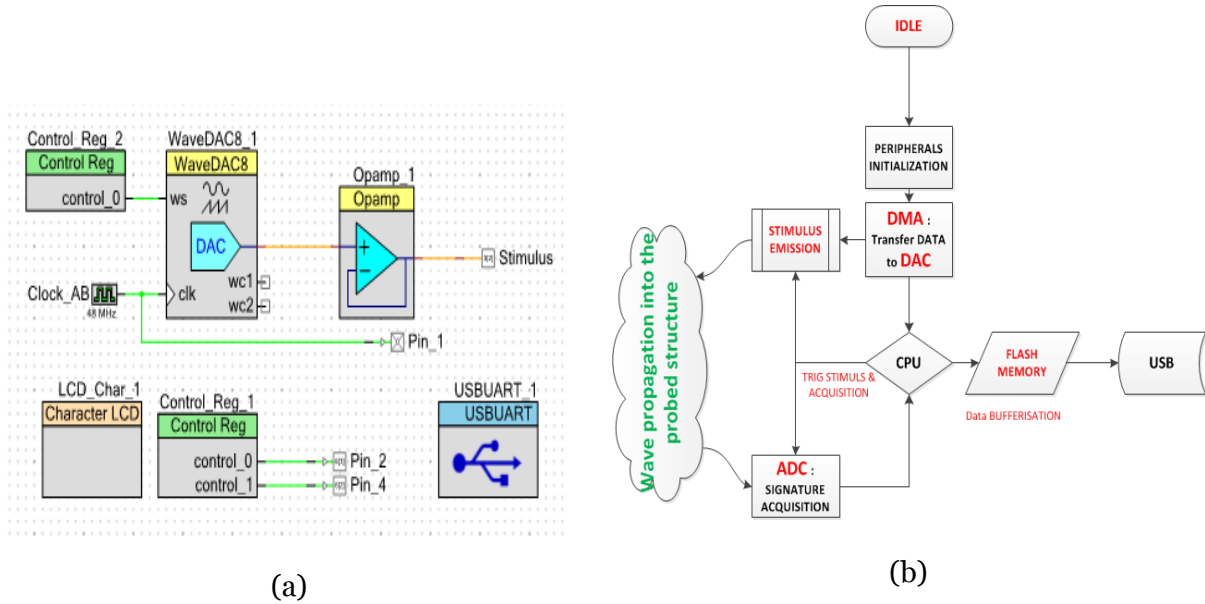 Control_Reg_2
Control Reg
control_0
WaveDAC8_1
WaveDAC8
ws
DAC
wc1
wc2
clk
Opamp_1
Opamp
+
−
Stimulus
Clock_AB
48 MHz
Pin_1
LCD_Char_1
Character LCD
Control_Reg_1
Control Reg
control_0
control_1
Pin_2
Pin_4
USBUART_1
USBUART
(a)
IDLE
PERIPHERALS
INITIALIZATION
DMA :
Transfer DATA
to DAC
STIMULUS
EMISSION
Wave propagation into the
probed structure
CPU
TRIG STIMULS &
ACQUISITION
FLASH
MEMORY
Data BUFFERISATION
USB
ADC :
SIGNATURE
ACQUISITION
(b)